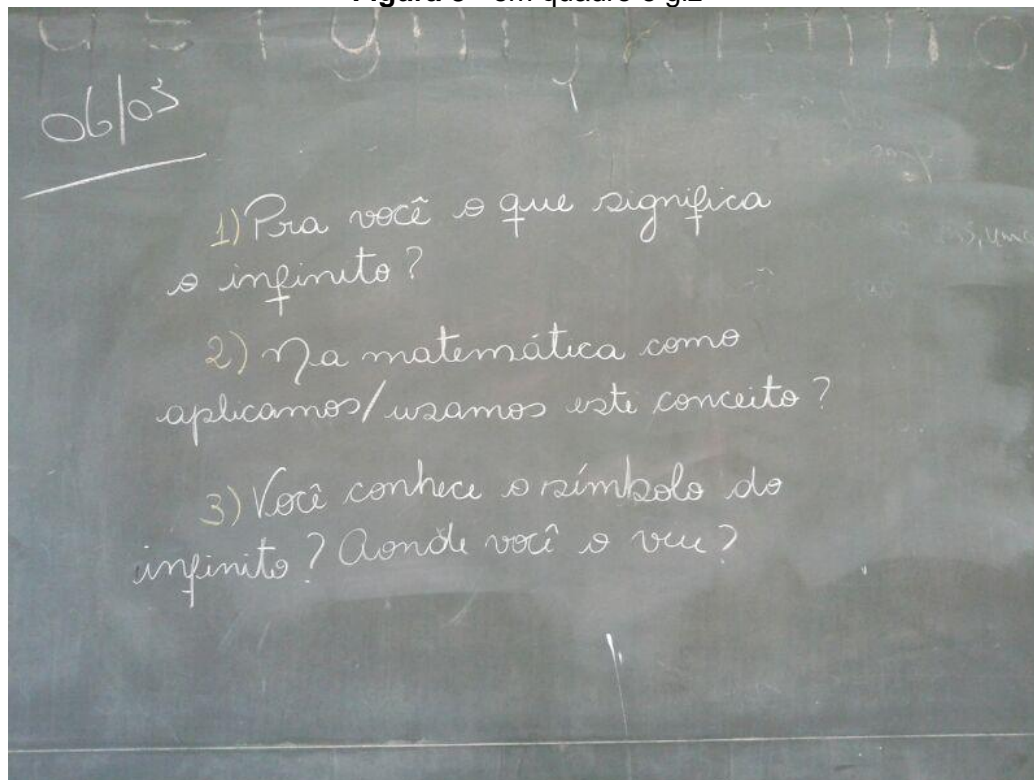 06/03
1) Pra você o que significa
o infinito?
2) Na matemática como
aplicamos/usamos este conceito?
3) Você conhece o símbolo do
infinito? Aonde você o viu?